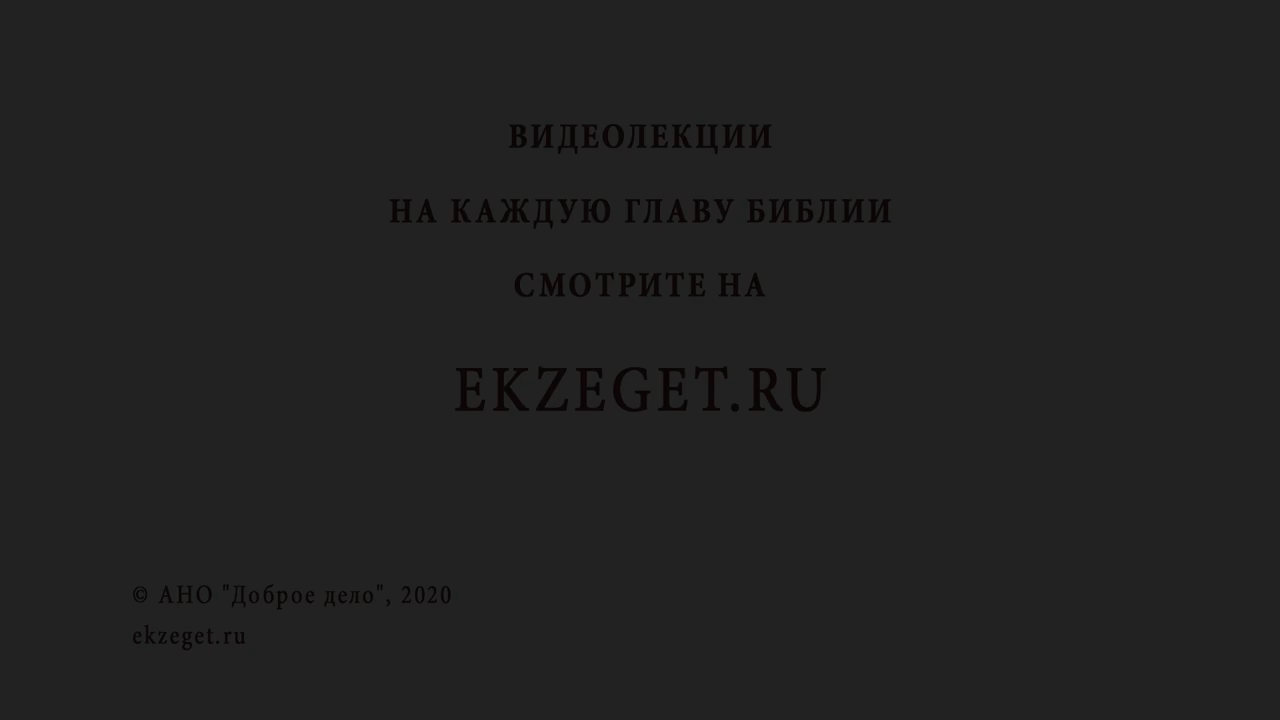 ВИДЕОЛЕКЦИИ
НА КАЖДУЮ ГЛАВУ БИБЛИИ
СМОТРИТЕ НА
EKZEGET.RU
© АНО "Доброе дело", 2020
ekzeget.ru